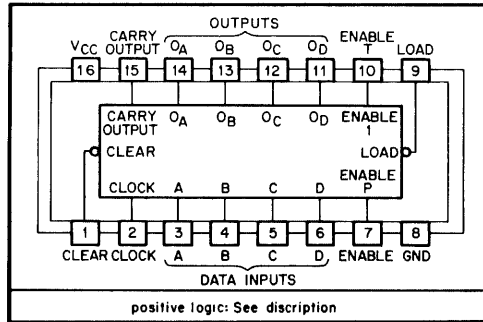 OUTPUTS
VCC CARRY OUTPUT OA OB OC OD ENABLE T LOAD
16 15 14 13 12 11 10 9
CARRY OUTPUT OA OB OC OD ENABLE 1
CLEAR LOAD
CLOCK A B C D ENABLE P
1 2 3 4 5 6 7 8
CLEAR CLOCK A B C D ENABLE GND
DATA INPUTS
positive logic: See discription